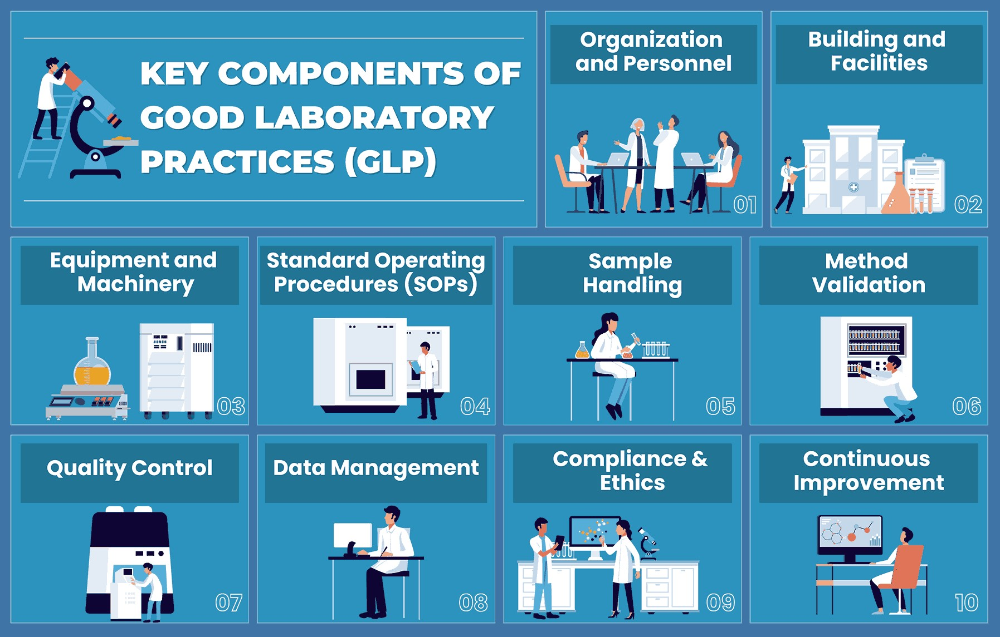 KEY COMPONENTS OF
GOOD LABORATORY
PRACTICES (GLP)
Organization
and Personnel
01
Building and
Facilities
02
Equipment and
Machinery
03
Standard Operating
Procedures (SOPs)
04
Sample
Handling
05
Method
Validation
06
Quality Control
07
Data Management
08
Compliance &
Ethics
09
Continuous
Improvement
10